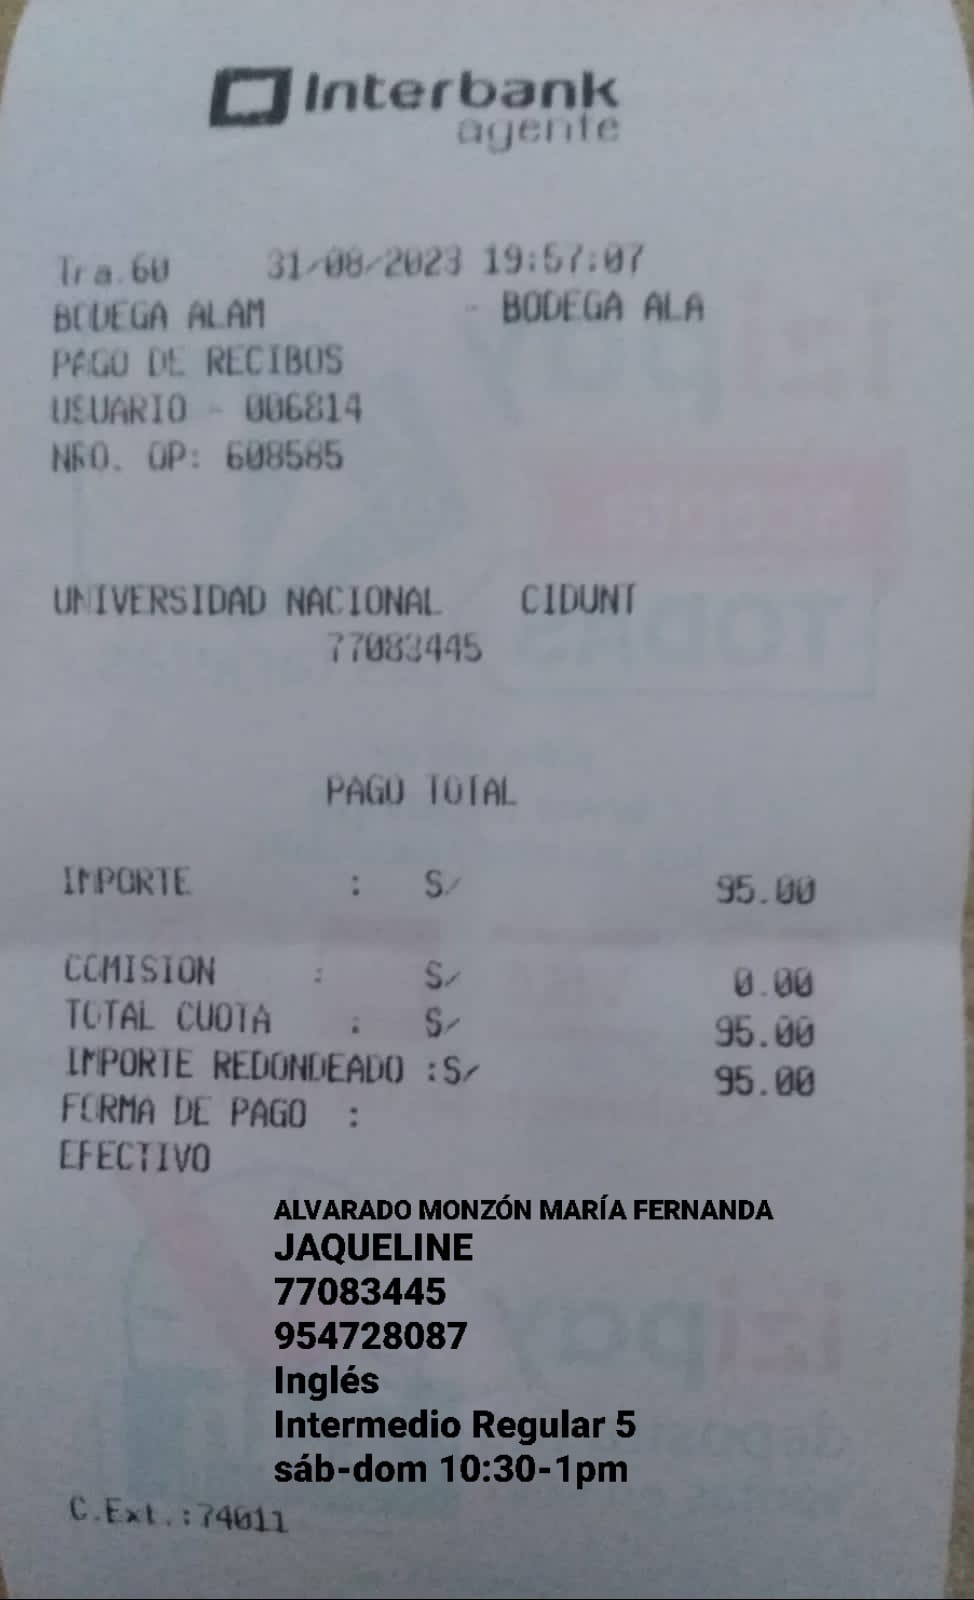 Interbank
agente
Tra.60 31/08/2023 19:57:07
BODEGA ALAM - BODEGA ALA
PAGO DE RECIBOS
USUARIO - 006814
NRO. OP: 608585
UNIVERSIDAD NACIONAL CIDUNT
77083445
PAGO TOTAL
IMPORTE : S/ 95.00
COMISION : S/ 0.00
TOTAL CUOTA : S/ 95.00
IMPORTE REDONDEADO :S/ 95.00
FORMA DE PAGO :
EFECTIVO
ALVARADO MONZÓN MARÍA FERNANDA
JAQUELINE
77083445
954728087
Inglés
Intermedio Regular 5
sáb-dom 10:30-1pm
C.Ext.:74011